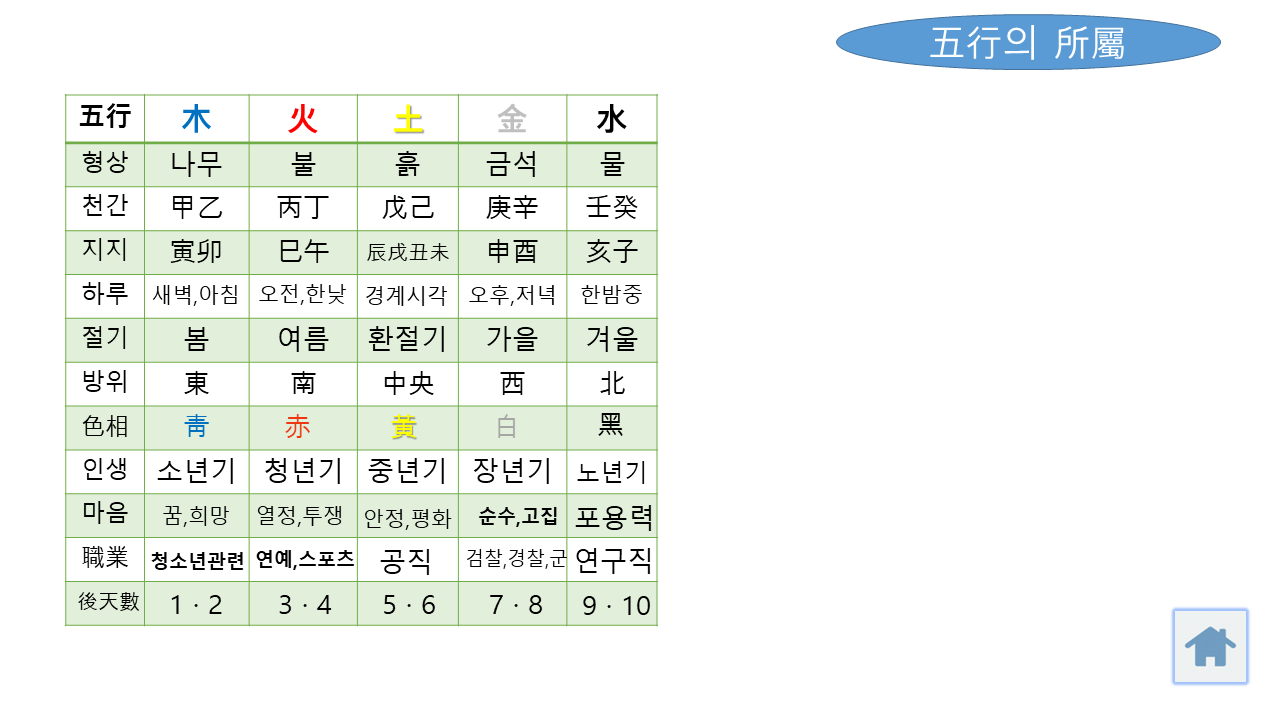 五行의 所屬
五行 木 火 土 金 水
형상 나무 불 흙 금석 물
천간 甲乙 丙丁 戊己 庚辛 壬癸
지지 寅卯 巳午 辰戌丑未 申酉 亥子
하루 새벽,아침 오전,한낮 경계시각 오후,저녁 한밤중
절기 봄 여름 환절기 가을 겨울
방위 東 南 中央 西 北
色相 靑 赤 黃 白 黑
인생 소년기 청년기 중년기 장년기 노년기
마음 꿈,희망 열정,투쟁 안정,평화 순수,고집 포용력
職業 청소년관련 연예,스포츠 공직 검찰,경찰,군 연구직
後天數 1 · 2 3 · 4 5 · 6 7 · 8 9 · 10